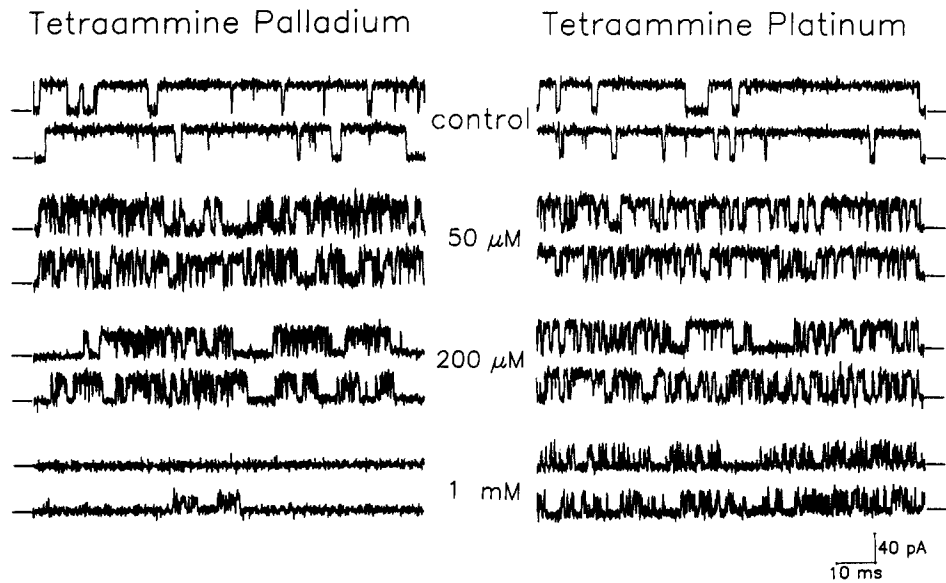 Tetraammine Palladium
Tetraammine Platinum
control
50 μM
200 μM
1 mM
40 pA
10 ms